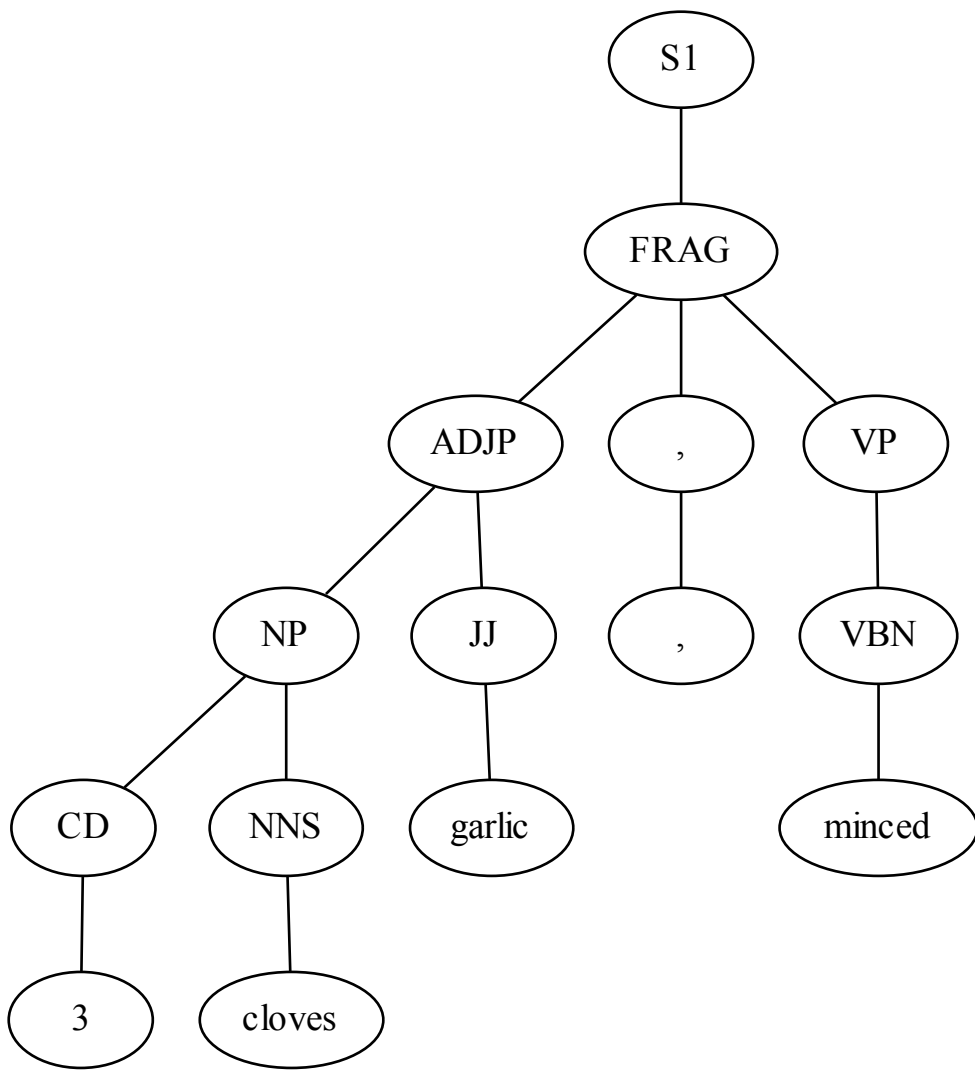 S1
FRAG
ADJP , VP
NP JJ , VBN
CD NNS garlic minced
3 cloves